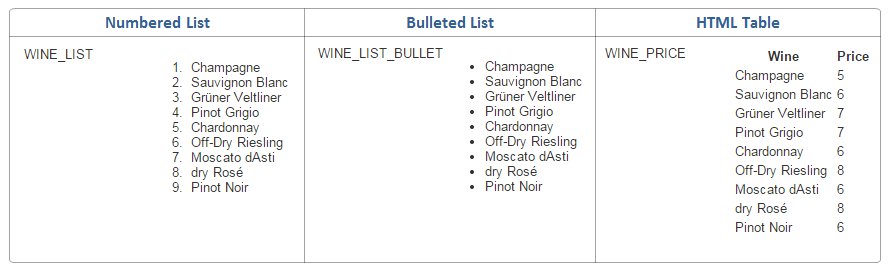 Numbered List
WINE_LIST
1. Champagne
2. Sauvignon Blanc
3. Grüner Veltliner
4. Pinot Grigio
5. Chardonnay
6. Off-Dry Riesling
7. Moscato dAsti
8. dry Rosé
9. Pinot Noir
Bulleted List
WINE_LIST_BULLET
• Champagne
• Sauvignon Blanc
• Grüner Veltliner
• Pinot Grigio
• Chardonnay
• Off-Dry Riesling
• Moscato dAsti
• dry Rosé
• Pinot Noir
HTML Table
WINE_PRICE
Wine Price
Champagne 5
Sauvignon Blanc 6
Grüner Veltliner 7
Pinot Grigio 7
Chardonnay 6
Off-Dry Riesling 8
Moscato dAsti 6
dry Rosé 8
Pinot Noir 6